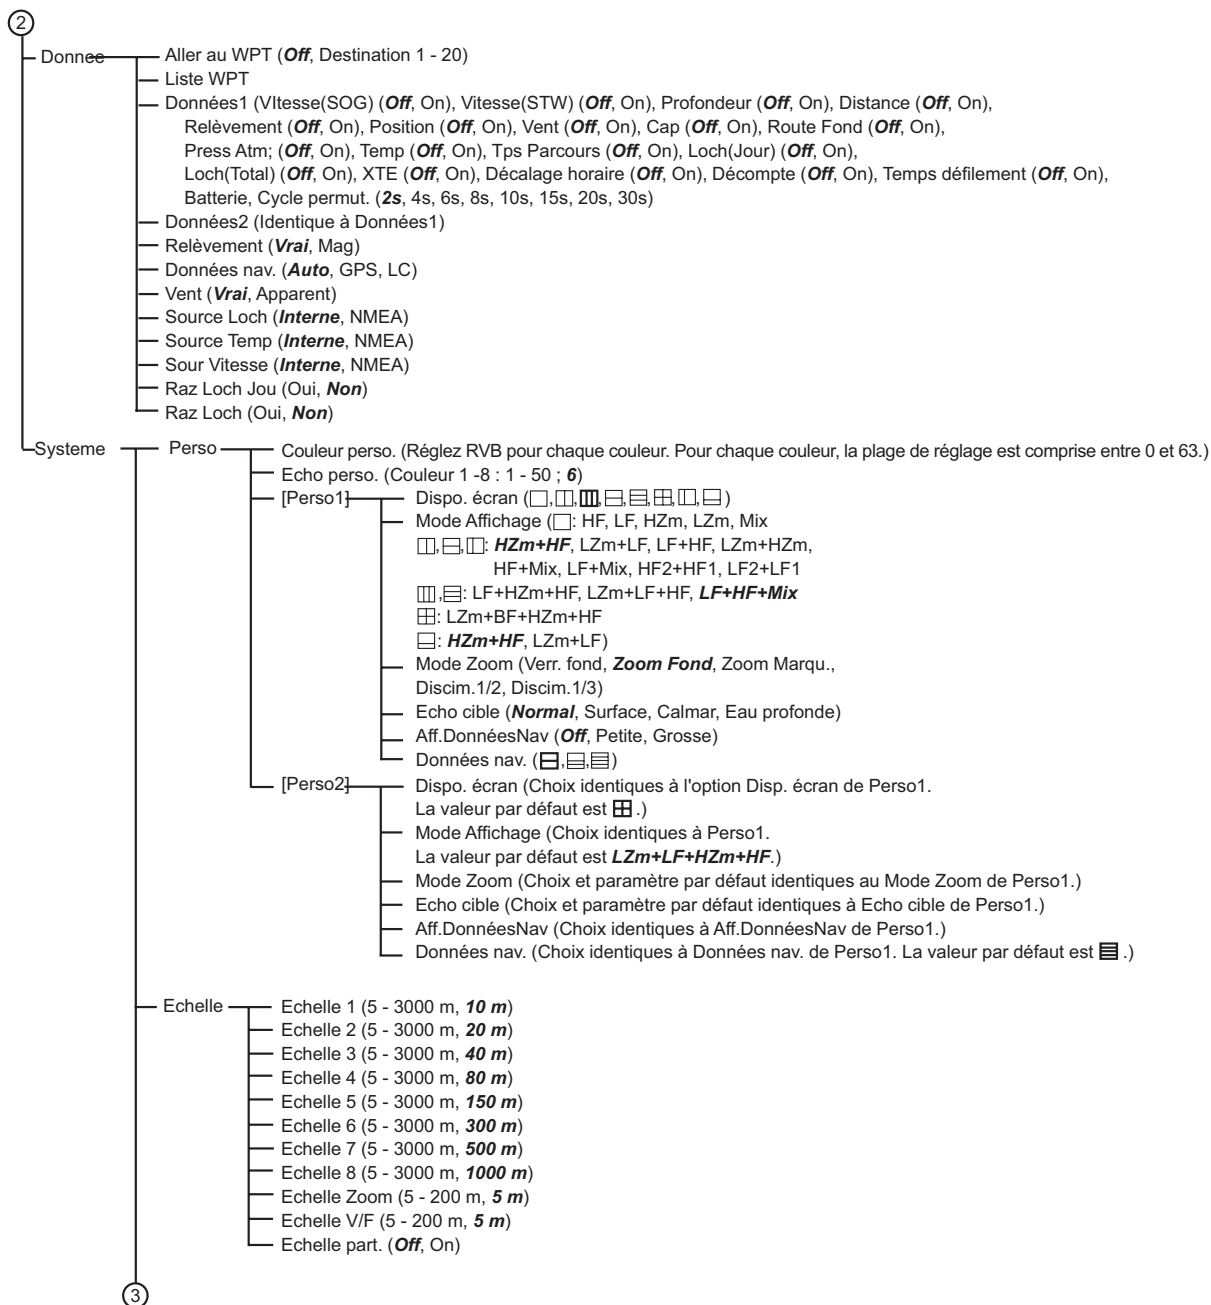 2
Donnee
Aller au WPT (Off, Destination 1 - 20)
Liste WPT
Données1 (VItesse(SOG) (Off, On), Vitesse(STW) (Off, On), Profondeur (Off, On), Distance (Off, On),
Relèvement (Off, On), Position (Off, On), Vent (Off, On), Cap (Off, On), Route Fond (Off, On),
Press Atm; (Off, On), Temp (Off, On), Tps Parcours (Off, On), Loch(Jour) (Off, On),
Loch(Total) (Off, On), XTE (Off, On), Décalage horaire (Off, On), Décompte (Off, On), Temps défilement (Off, On),
Batterie, Cycle permut. (2s, 4s, 6s, 8s, 10s, 15s, 20s, 30s)
Données2 (Identique à Données1)
Relèvement (Vrai, Mag)
Données nav. (Auto, GPS, LC)
Vent (Vrai, Apparent)
Source Loch (Interne, NMEA)
Source Temp (Interne, NMEA)
Sour Vitesse (Interne, NMEA)
Raz Loch Jou (Oui, Non)
Raz Loch (Oui, Non)
Systeme
Perso
Couleur perso. (Réglez RVB pour chaque couleur. Pour chaque couleur, la plage de réglage est comprise entre 0 et 63.)
Echo perso. (Couleur 1 -8 : 1 - 50 ; 6)
[Perso1]
Dispo. écran ( , , , , , , , )
Mode Affichage ( : HF, LF, HZm, LZm, Mix
, , : HZm+HF, LZm+LF, LF+HF, LZm+HZm,
HF+Mix, LF+Mix, HF2+HF1, LF2+LF1
, : LF+HZm+HF, LZm+LF+HF, LF+HF+Mix
: LZm+BF+HZm+HF
: HZm+HF, LZm+LF)
Mode Zoom (Verr. fond, Zoom Fond, Zoom Marqu.,
Discim.1/2, Discim.1/3)
Echo cible (Normal, Surface, Calmar, Eau profonde)
Aff.DonnéesNav (Off, Petite, Grosse)
Données nav. ( , , )
[Perso2]
Dispo. écran (Choix identiques à l'option Disp. écran de Perso1.
La valeur par défaut est .)
Mode Affichage (Choix identiques à Perso1.
La valeur par défaut est LZm+LF+HZm+HF.)
Mode Zoom (Choix et paramètre par défaut identiques au Mode Zoom de Perso1.)
Echo cible (Choix et paramètre par défaut identiques à Echo cible de Perso1.)
Aff.DonnéesNav (Choix identiques à Aff.DonnéesNav de Perso1.)
Données nav. (Choix identiques à Données nav. de Perso1. La valeur par défaut est .)
Echelle
Echelle 1 (5 - 3000 m, 10 m)
Echelle 2 (5 - 3000 m, 20 m)
Echelle 3 (5 - 3000 m, 40 m)
Echelle 4 (5 - 3000 m, 80 m)
Echelle 5 (5 - 3000 m, 150 m)
Echelle 6 (5 - 3000 m, 300 m)
Echelle 7 (5 - 3000 m, 500 m)
Echelle 8 (5 - 3000 m, 1000 m)
Echelle Zoom (5 - 200 m, 5 m)
Echelle V/F (5 - 200 m, 5 m)
Echelle part. (Off, On)
3